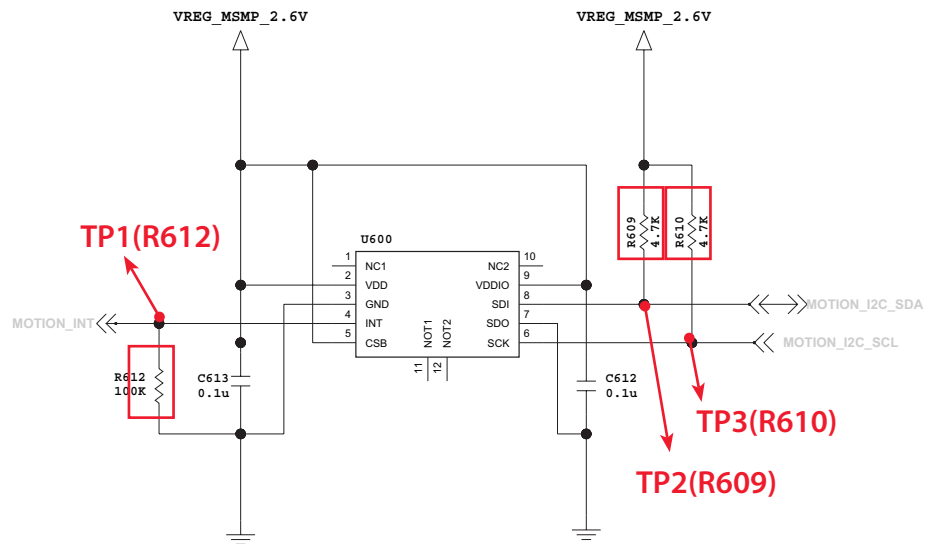 VREG_MSMP_2.6V
VREG_MSMP_2.6V
R609
4.7K
R610
4.7K
TP1(R612)
U600
1
NC1
NC2
10
2
VDD
VDDIO
9
3
GND
SDI
8
4
INT
SDO
7
5
CSB
SCK
6
NOT1
NOT2
11
12
MOTION_INT
MOTION_I2C_SDA
MOTION_I2C_SCL
R612
100K
C613
0.1u
C612
0.1u
TP3(R610)
TP2(R609)